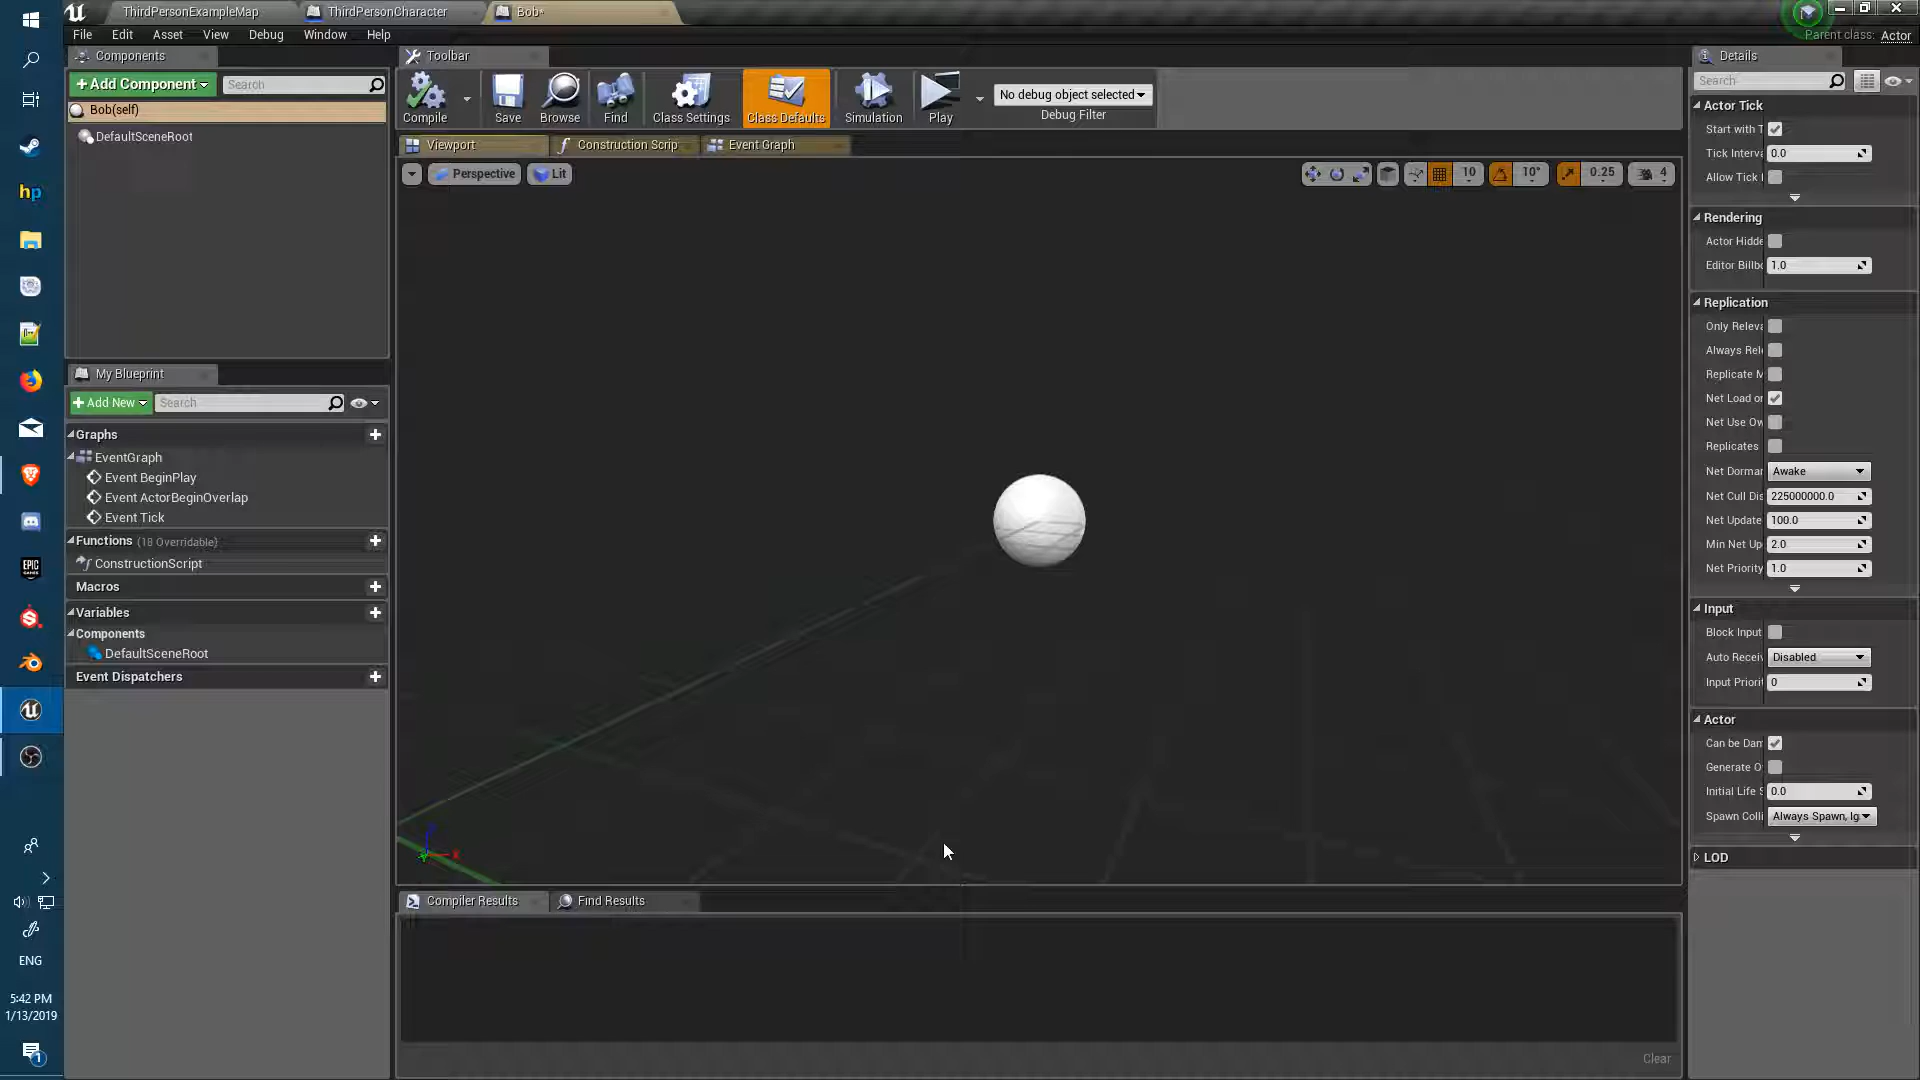 ThirdPersonExampleMap
ThirdPersonCharacter
Bob*
File Edit Asset View Debug Window Help
Parent class: Actor
Components
+ Add Component
Search
Bob(self)
DefaultSceneRoot
My Blueprint
+ Add New
Search
Graphs
EventGraph
Event BeginPlay
Event ActorBeginOverlap
Event Tick
Functions (18 Overridable)
ConstructionScript
Macros
Variables
Components
DefaultSceneRoot
Event Dispatchers
Toolbar
Compile
Save
Browse
Find
Class Settings
Class Defaults
Simulation
Play
No debug object selected
Debug Filter
Viewport
Construction Scrip
Event Graph
Perspective
Lit
10
10°
0.25
4
X
Compiler Results
Find Results
Clear
Details
Search
Actor Tick
Start with T
Tick Interva 0.0
Allow Tick
Rendering
Actor Hidde
Editor Billbo 1.0
Replication
Only Releva
Always Rel
Replicate M
Net Load or
Net Use Ow
Replicates
Net Dorman Awake
Net Cull Dis 225000000.0
Net Update 100.0
Min Net Up 2.0
Net Priority 1.0
Input
Block Input
Auto Receiv Disabled
Input Priorit 0
Actor
Can be Dam
Generate O
Initial Life S 0.0
Spawn Colli Always Spawn, Ig
LOD
hp
EPIC
GAMES
ENG
5:42 PM
1/13/2019
1